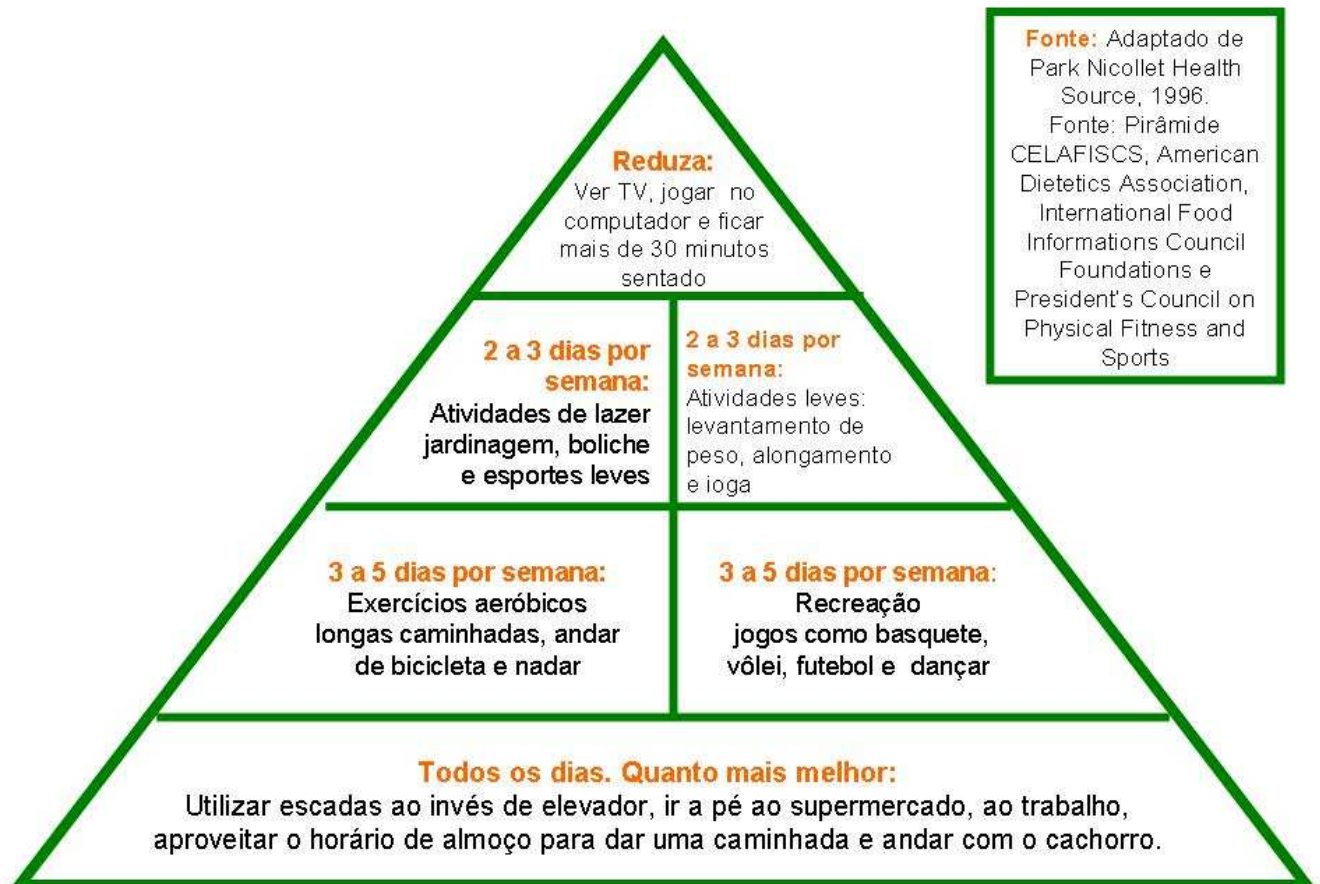 Fonte: Adaptado de
Park Nicollet Health
Source, 1996.
Fonte: Pirâmide
CELAFISCS, American
Dietetics Association,
International Food
Informations Council
Foundations e
President's Council on
Physical Fitness and
Sports
Reduza:
Ver TV, jogar no
computador e ficar
mais de 30 minutos
sentado
2 a 3 dias por
semana:
Atividades de lazer
jardinagem, boliche
e esportes leves
2 a 3 dias por
semana:
Atividades leves:
levantamento de
peso, alongamento
e ioga
3 a 5 dias por semana:
Exercícios aeróbicos
longas caminhadas, andar
de bicicleta e nadar
3 a 5 dias por semana:
Recreação
jogos como basquete,
vôlei, futebol e dançar
Todos os dias. Quanto mais melhor:
Utilizar escadas ao invés de elevador, ir a pé ao supermercado, ao trabalho,
aproveitar o horário de almoço para dar uma caminhada e andar com o cachorro.